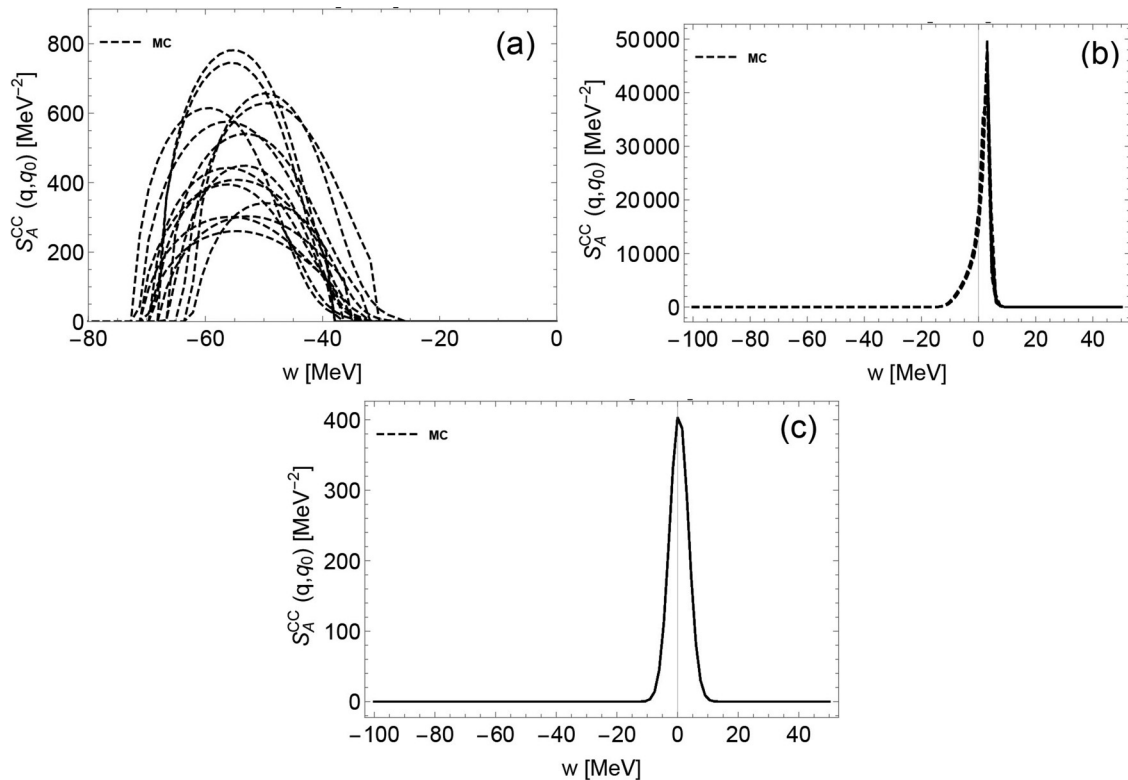 (a)
MC
S_A^CC (q,q₀) [MeV⁻²]
800
600
400
200
0
−80 −60 −40 −20 0
w [MeV]
(b)
MC
S_A^CC (q,q₀) [MeV⁻²]
50 000
40 000
30 000
20 000
10 000
0
−100 −80 −60 −40 −20 0 20 40
w [MeV]
(c)
MC
S_A^CC (q,q₀) [MeV⁻²]
400
300
200
100
0
−100 −80 −60 −40 −20 0 20 40
w [MeV]